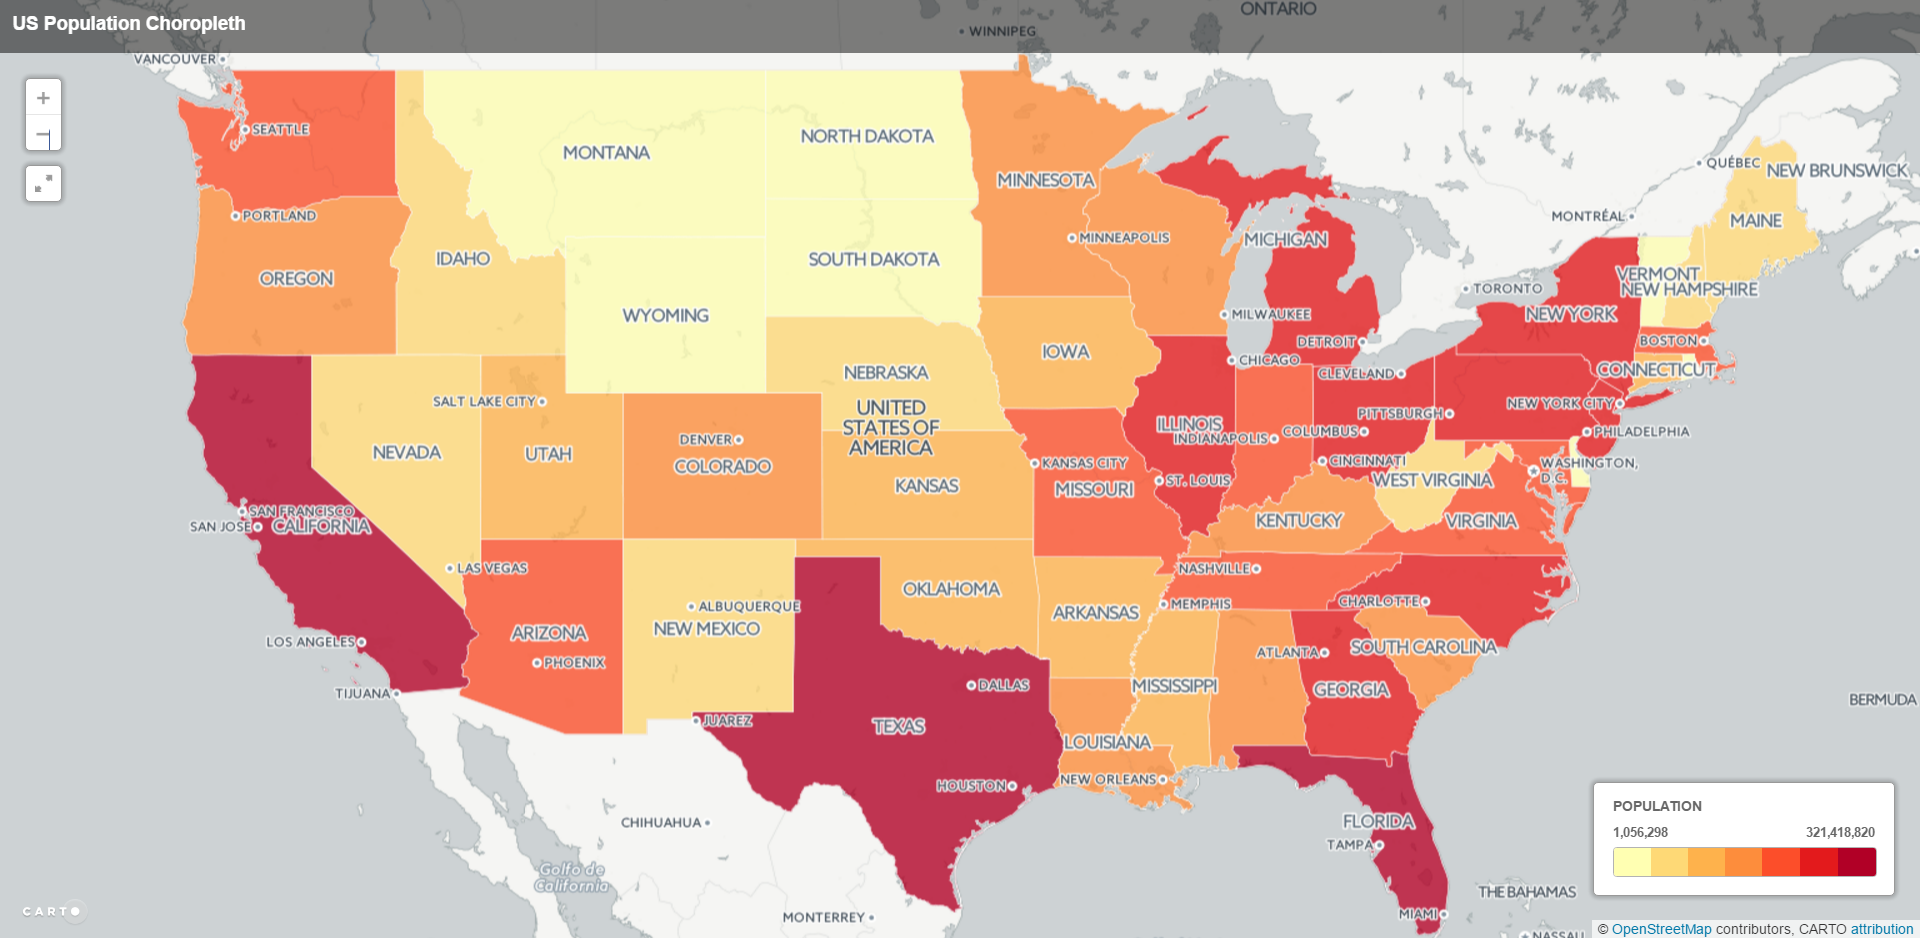 US Population Choropleth
ONTARIO
WINNIPEG
VANCOUVER
+
SEATTLE
NORTH DAKOTA
MONTANA
QUÉBEC
NEW BRUNSWICK
MINNESOTA
PORTLAND
MONTRÉAL
MAINE
MINNEAPOLIS
MICHIGAN
IDAHO
SOUTH DAKOTA
OREGON
VERMONT
TORONTO
NEW HAMPSHIRE
WYOMING
MILWAUKEE
NEW YORK
DETROIT
BOSTON
IOWA
CHICAGO
NEBRASKA
CLEVELAND
CONNECTICUT
SALT LAKE CITY
UNITED
STATES OF
AMERICA
NEW YORK CITY
PITTSBURGH
ILLINOIS
INDIANAPOLIS
COLUMBUS
PHILADELPHIA
DENVER
NEVADA
UTAH
COLORADO
KANSAS CITY
CINCINNATI
WASHINGTON,
D.C.
KANSAS
MISSOURI
ST. LOUIS
WEST VIRGINIA
SAN FRANCISCO
SAN JOSE
CALIFORNIA
KENTUCKY
VIRGINIA
LAS VEGAS
NASHVILLE
OKLAHOMA
ALBUQUERQUE
ARKANSAS
MEMPHIS
CHARLOTTE
NEW MEXICO
ARIZONA
LOS ANGELES
ATLANTA
SOUTH CAROLINA
PHOENIX
DALLAS
MISSISSIPPI
GEORGIA
TIJUANA
BERMUDA
JUAREZ
TEXAS
LOUISIANA
NEW ORLEANS
HOUSTON
POPULATION
1,056,298
321,418,820
CHIHUAHUA
FLORIDA
TAMPA
Golfo de
California
THE BAHAMAS
CARTO
MONTERREY
MIAMI
NASSAU
© OpenStreetMap contributors, CARTO attribution